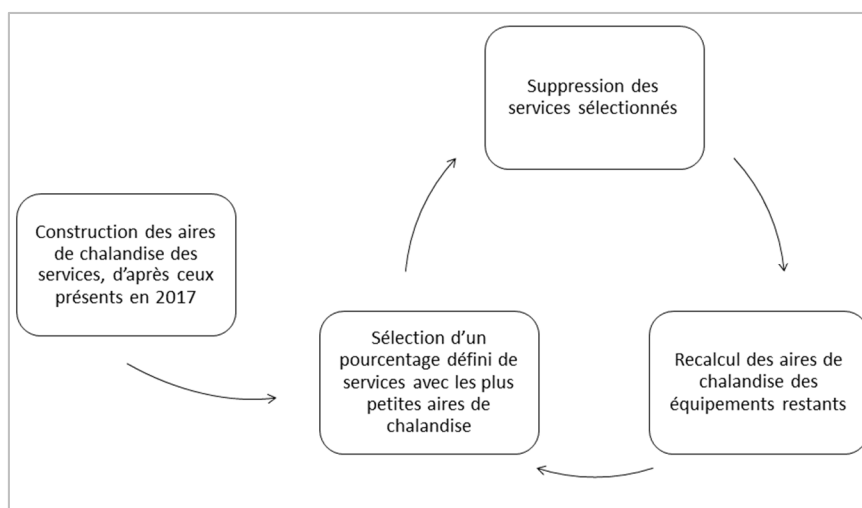 Suppression des
services sélectionnés
Construction des aires
de chalandise des
services, d'après ceux
présents en 2017
Sélection d'un
pourcentage défini de
services avec les plus
petites aires de
chalandise
Recalcul des aires de
chalandise des
équipements restants